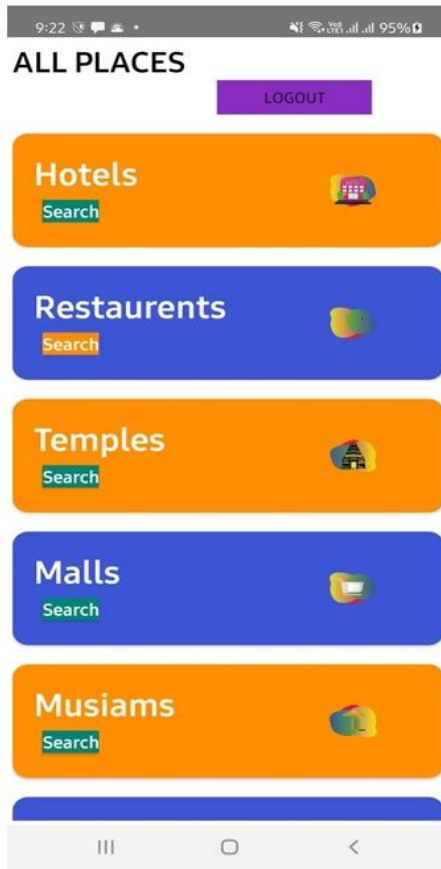 9:22 95%
ALL PLACES
LOGOUT
Hotels
Search
Restaurents
Search
Temples
Search
Malls
Search
Musiams
Search